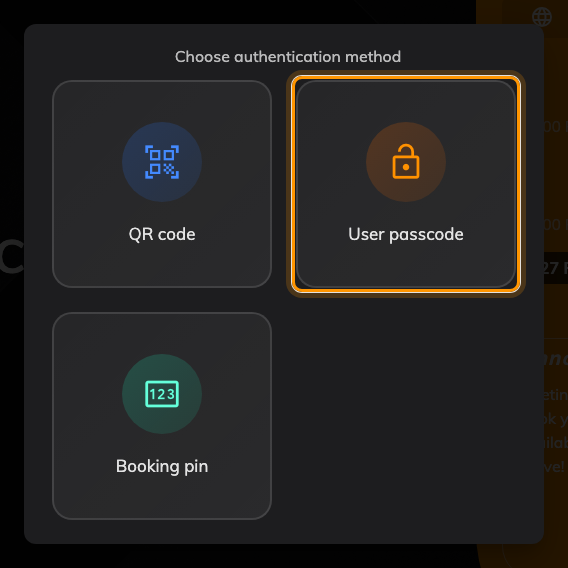 Choose authentication method
QR code
User passcode
123
Booking pin